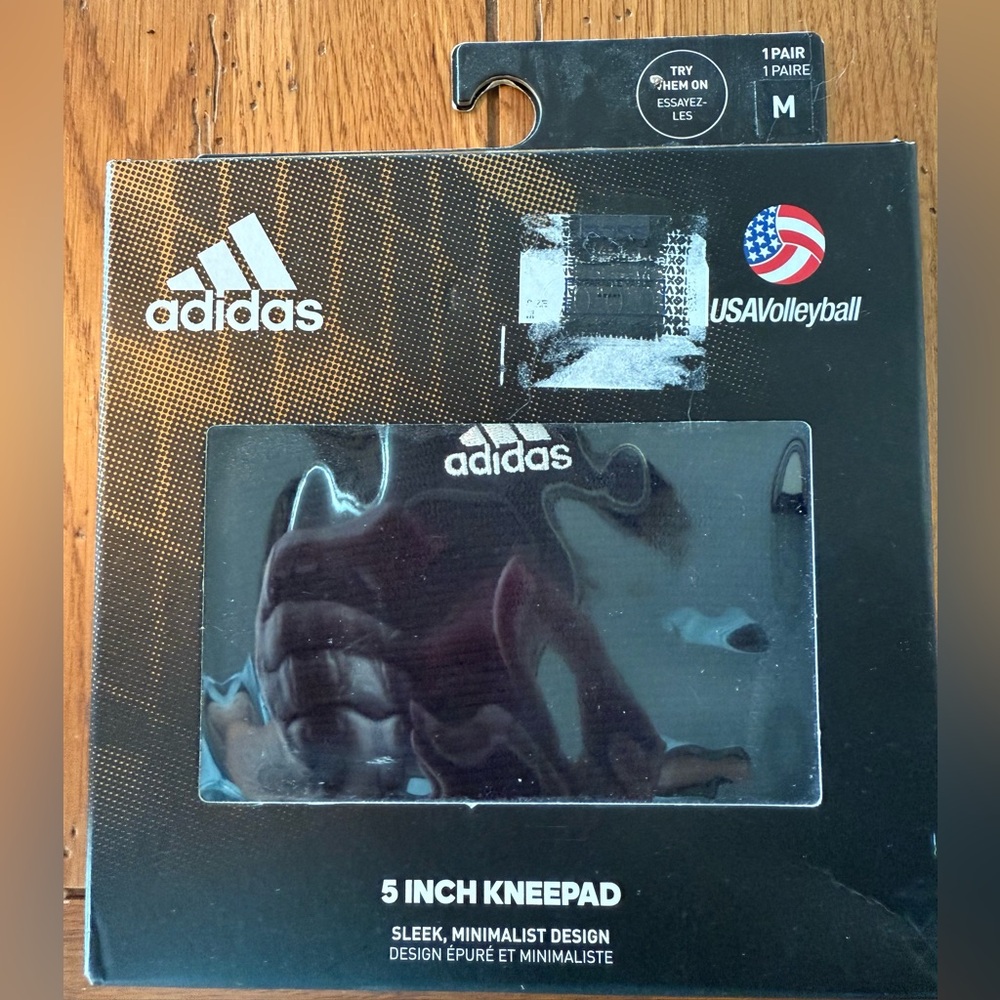 TRY
THEM ON
ESSAYEZ-
LES
1 PAIR
1 PAIRE
M
adidas
USAVolleyball
adidas
5 INCH KNEEPAD
SLEEK, MINIMALIST DESIGN
DESIGN ÉPURÉ ET MINIMALISTE